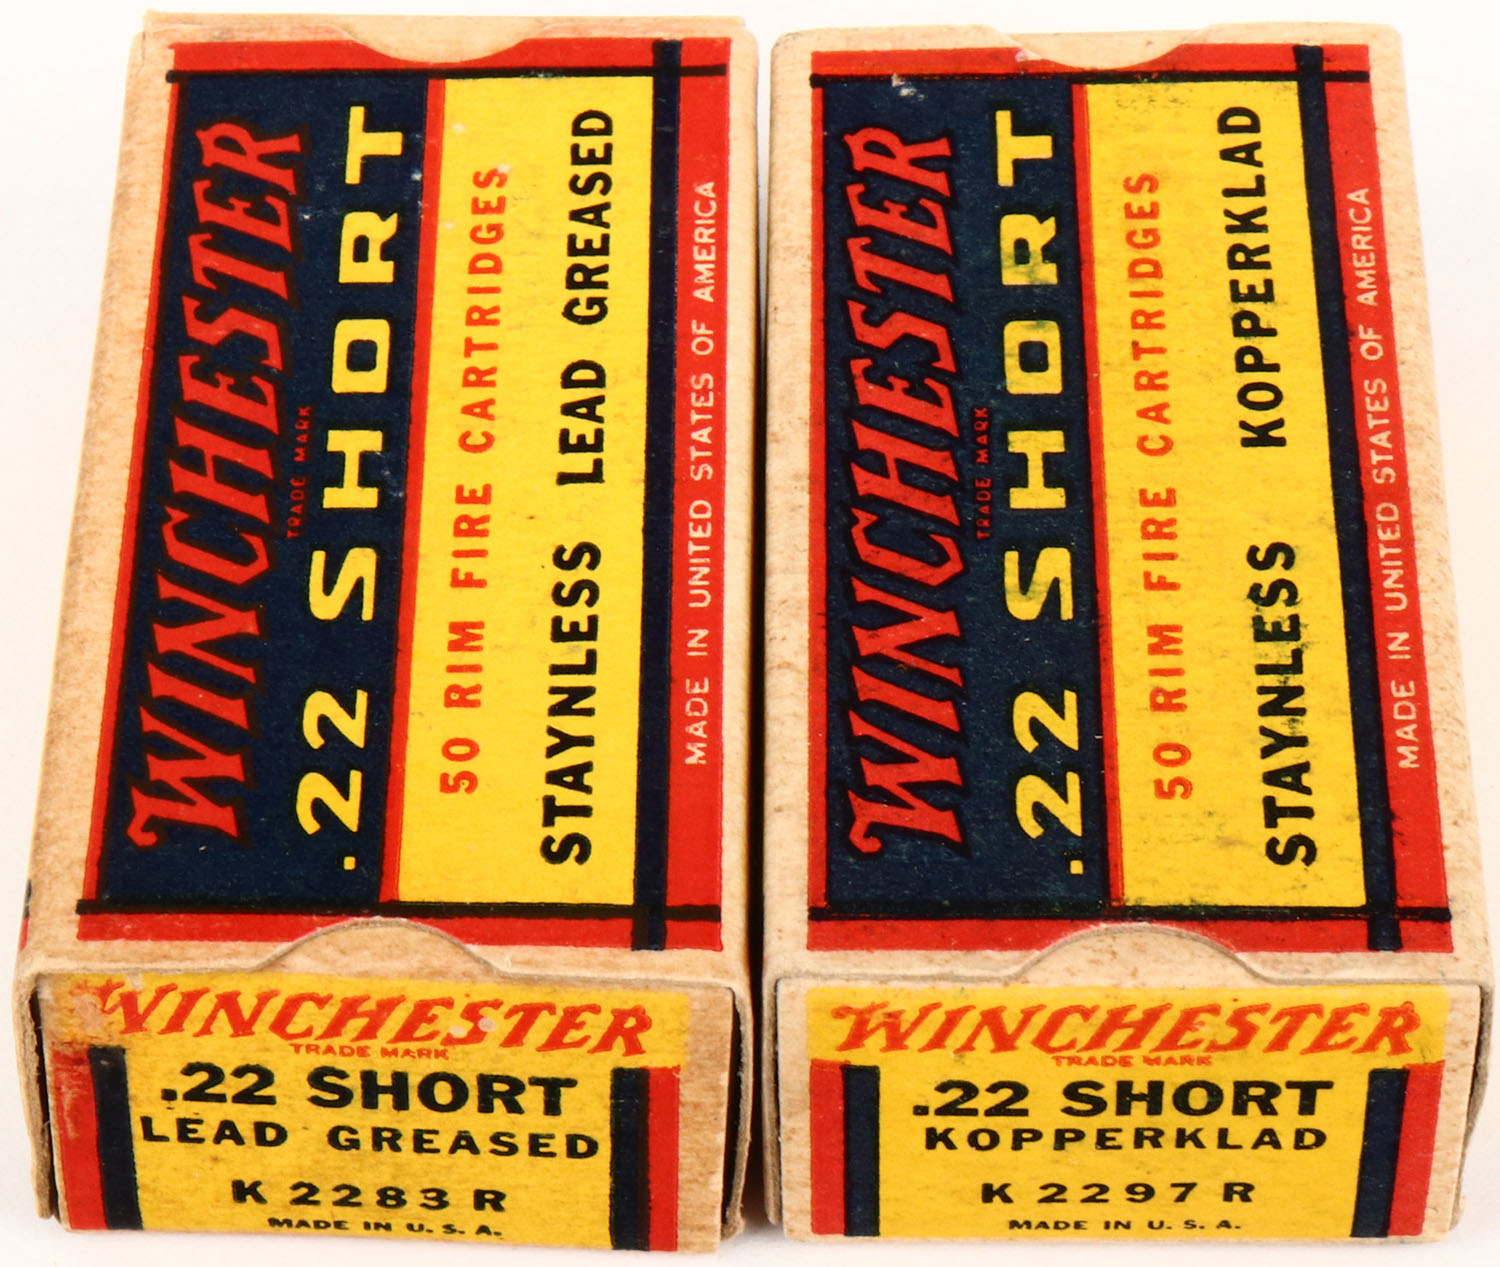 WINCHESTER
TRADE MARK
.22 SHORT
50 RIM FIRE CARTRIDGES
STAYNLESS LEAD GREASED
MADE IN UNITED STATES OF AMERICA
WINCHESTER
TRADE MARK
.22 SHORT
LEAD GREASED
K 2283 R
MADE IN U.S.A.
WINCHESTER
TRADE MARK
.22 SHORT
50 RIM FIRE CARTRIDGES
STAYNLESS KOPPERKLAD
MADE IN UNITED STATES OF AMERICA
WINCHESTER
TRADE MARK
.22 SHORT
KOPPERKLAD
K 2297 R
MADE IN U.S.A.